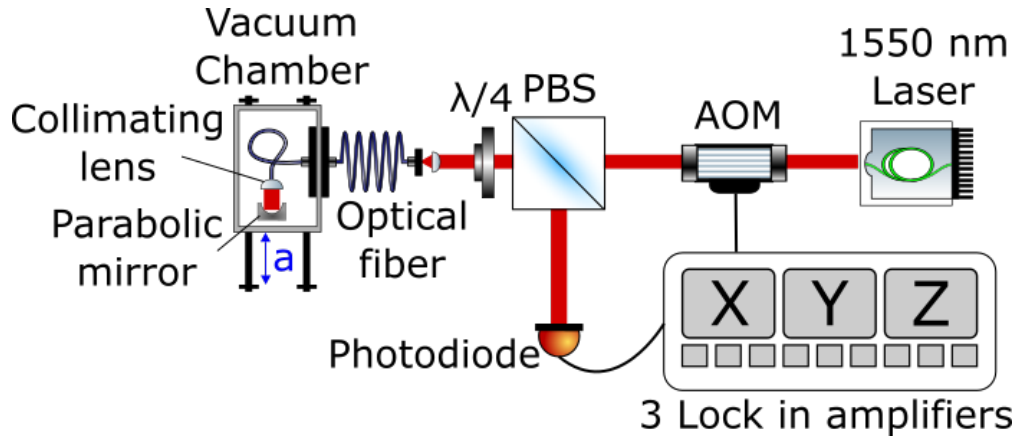 Vacuum
Chamber
Collimating
lens
Parabolic
mirror
a
Optical
fiber
λ/4
PBS
AOM
1550 nm
Laser
Photodiode
X Y Z
3 Lock in amplifiers